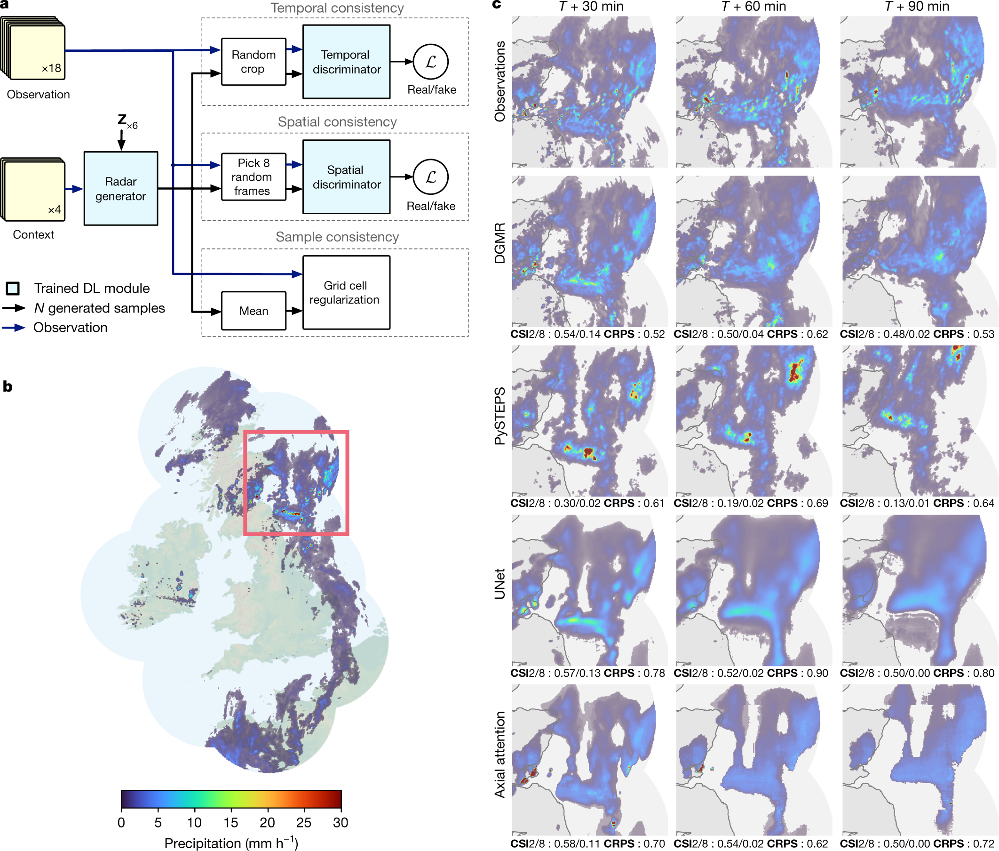 a
Temporal consistency
×18
Observation
Random
crop
Temporal
discriminator
ℒ
Real/fake
Z×6
Spatial consistency
×4
Context
Radar
generator
Pick 8
random
frames
Spatial
discriminator
ℒ
Real/fake
Sample consistency
Grid cell
regularization
Mean
Trained DL module
N generated samples
Observation
b
0 5 10 15 20 25 30
Precipitation (mm h⁻¹)
c
T + 30 min T + 60 min T + 90 min
Observations
DGMR
CSI2/8 : 0.54/0.14 CRPS : 0.52 CSI2/8 : 0.50/0.04 CRPS : 0.62 CSI2/8 : 0.48/0.02 CRPS : 0.53
PySTEPS
CSI2/8 : 0.30/0.02 CRPS : 0.61 CSI2/8 : 0.19/0.02 CRPS : 0.69 CSI2/8 : 0.13/0.01 CRPS : 0.64
UNet
CSI2/8 : 0.57/0.13 CRPS : 0.78 CSI2/8 : 0.52/0.02 CRPS : 0.90 CSI2/8 : 0.50/0.00 CRPS : 0.80
Axial attention
CSI2/8 : 0.58/0.11 CRPS : 0.70 CSI2/8 : 0.54/0.02 CRPS : 0.62 CSI2/8 : 0.50/0.00 CRPS : 0.72